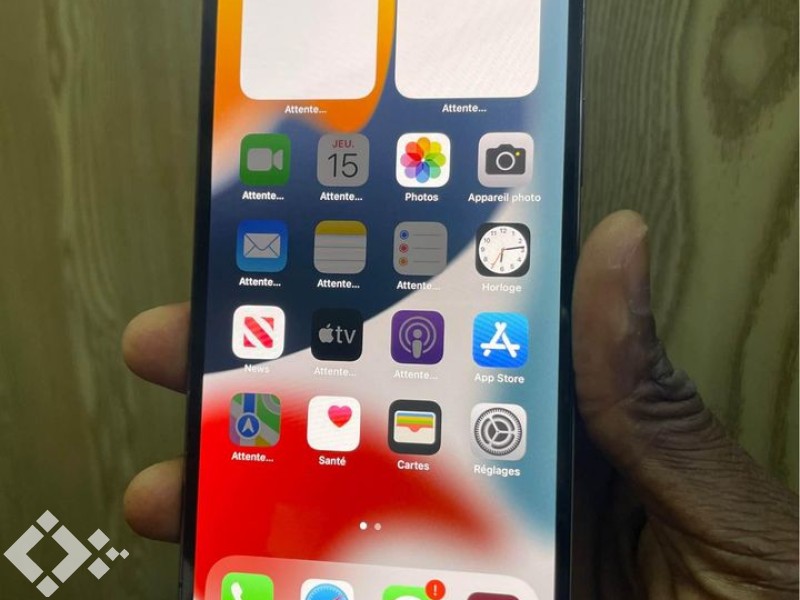 Attente... Attente...
JEU.
15
Attente... Attente... Photos Appareil photo
Attente... Attente... Attente... Horloge
tv
News Attente... Attente... App Store
Attente... Santé Cartes Réglages
!